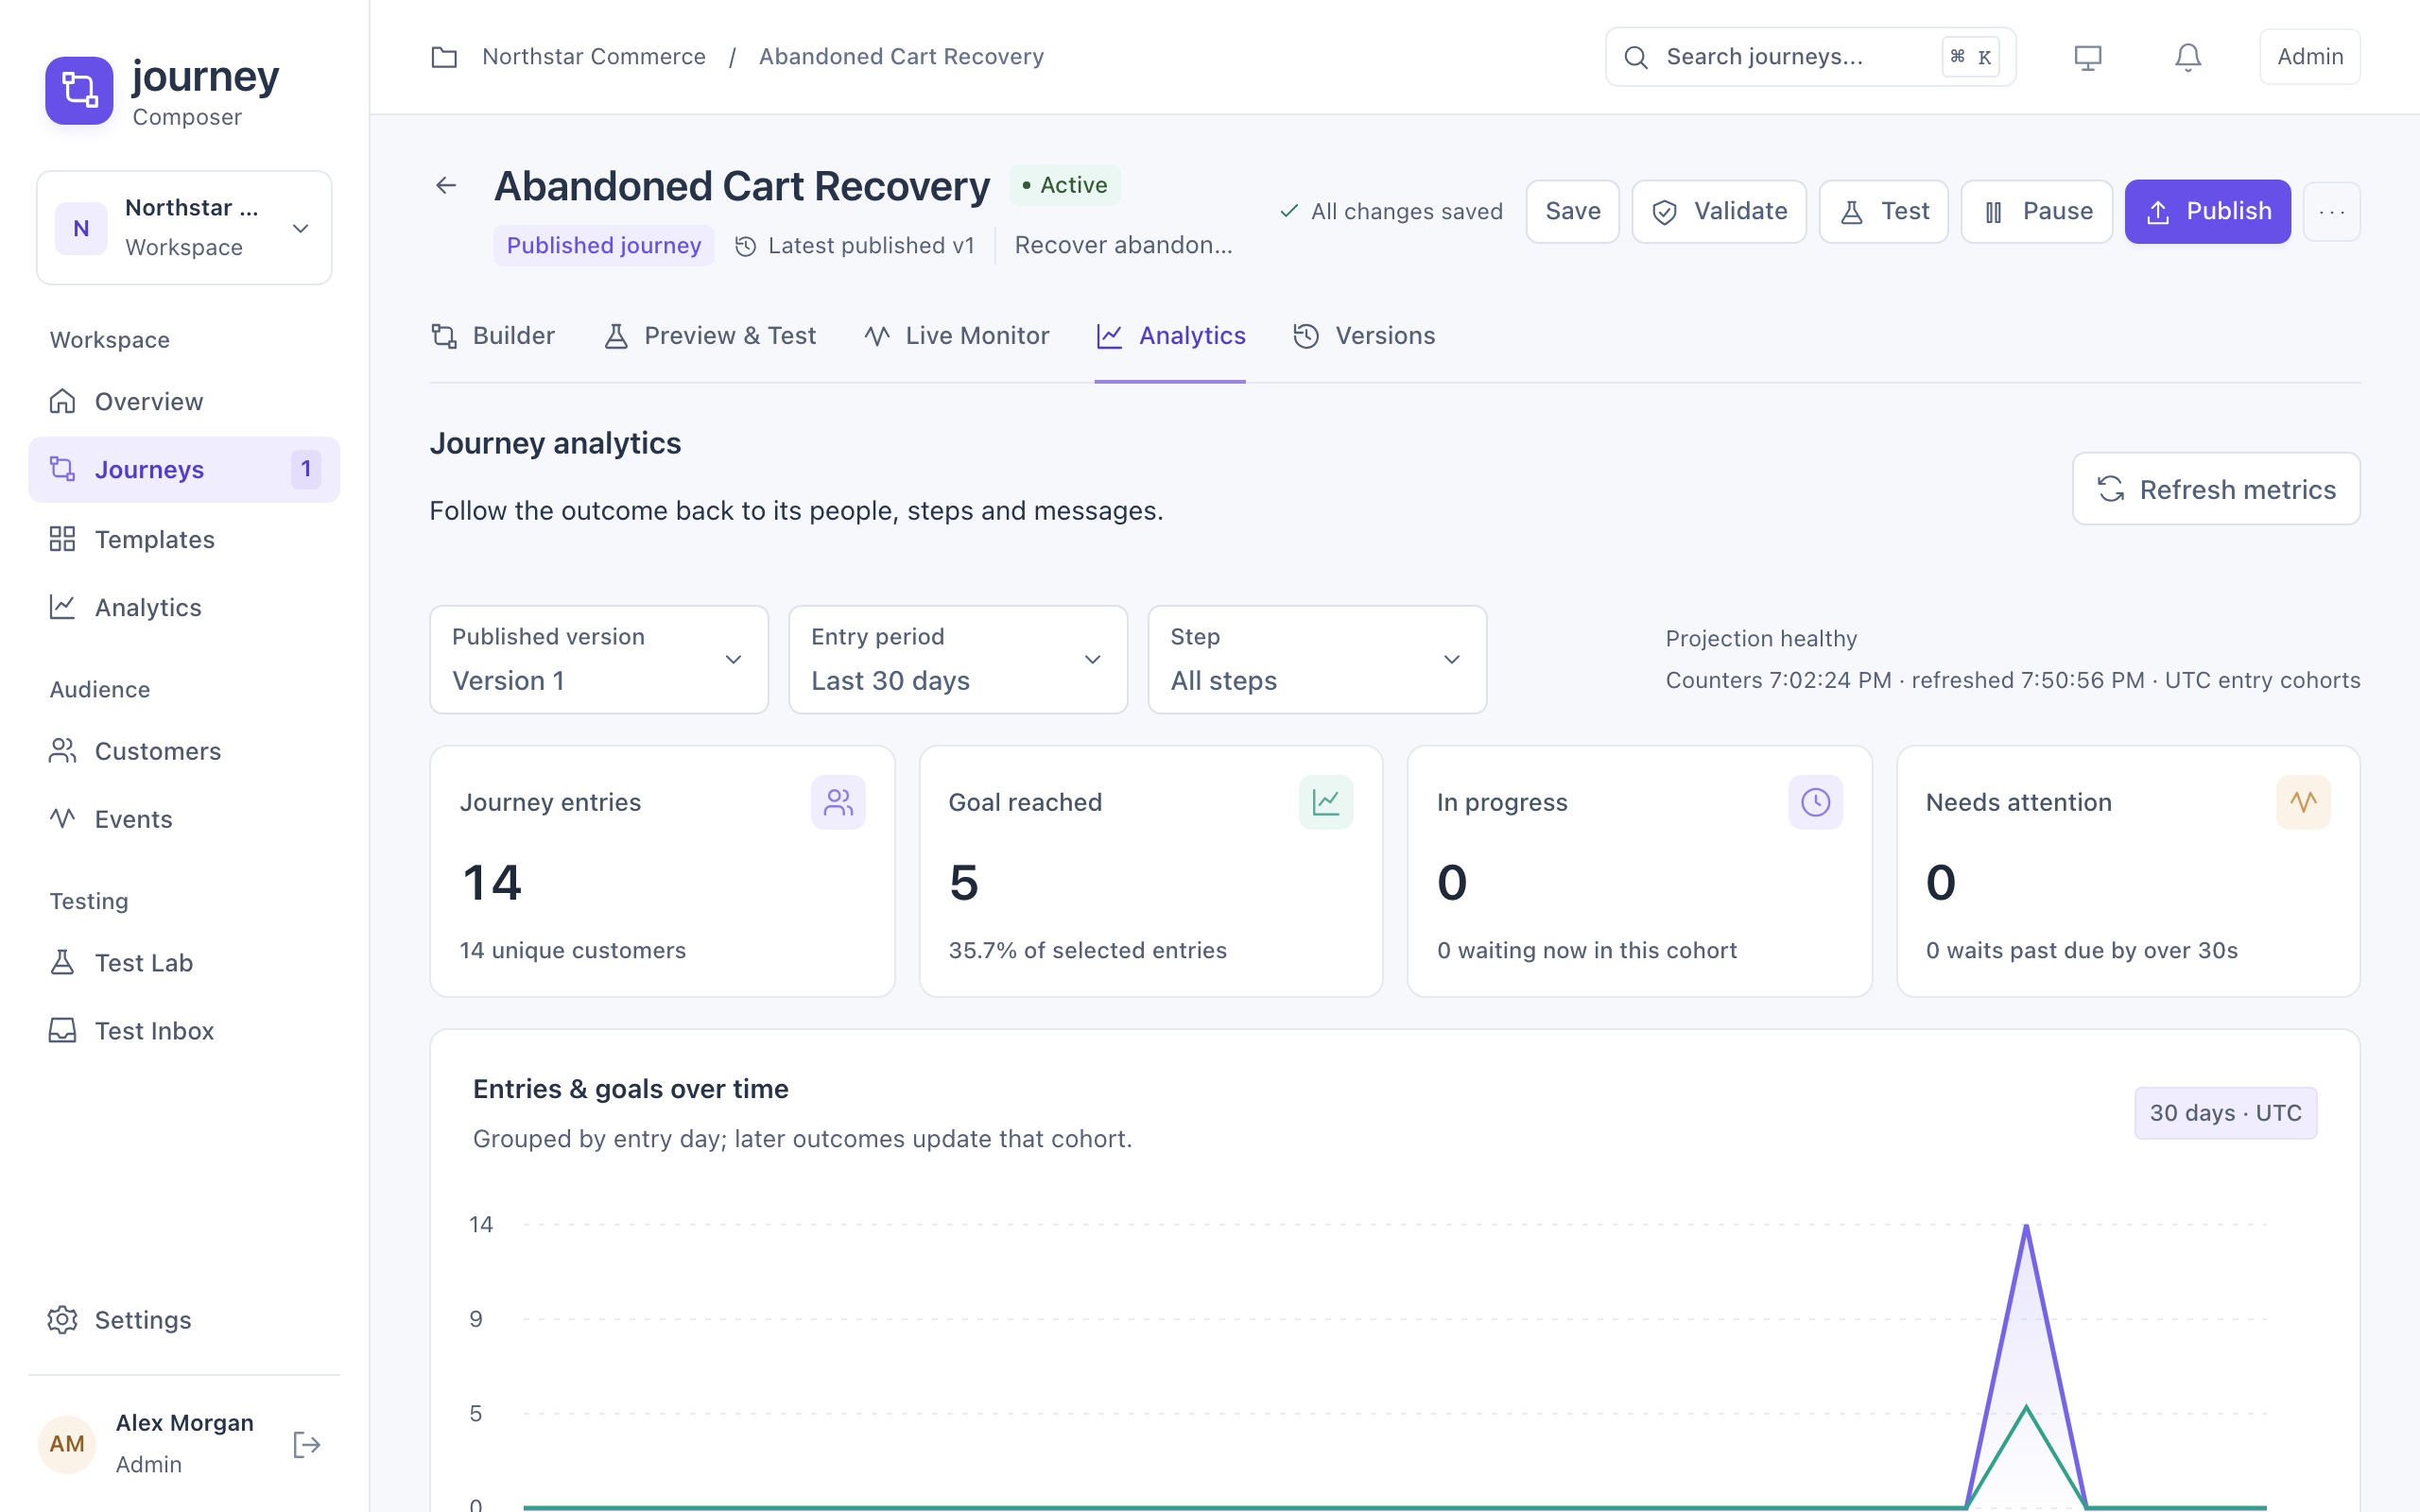 journey
Composer
N
Northstar ...
Workspace
Workspace
Overview
Journeys 1
Templates
Analytics
Audience
Customers
Events
Testing
Test Lab
Test Inbox
Settings
AM
Alex Morgan
Admin
Northstar Commerce / Abandoned Cart Recovery
Search journeys... ⌘ K
Admin
Abandoned Cart Recovery
• Active
Published journey
Latest published v1
Recover abandon...
All changes saved
Save
Validate
Test
Pause
Publish
...
Builder
Preview & Test
Live Monitor
Analytics
Versions
Journey analytics
Follow the outcome back to its people, steps and messages.
Refresh metrics
Published version
Version 1
Entry period
Last 30 days
Step
All steps
Projection healthy
Counters 7:02:24 PM · refreshed 7:50:56 PM · UTC entry cohorts
Journey entries
14
14 unique customers
Goal reached
5
35.7% of selected entries
In progress
0
0 waiting now in this cohort
Needs attention
0
0 waits past due by over 30s
Entries & goals over time
Grouped by entry day; later outcomes update that cohort.
30 days · UTC
14
9
5
0